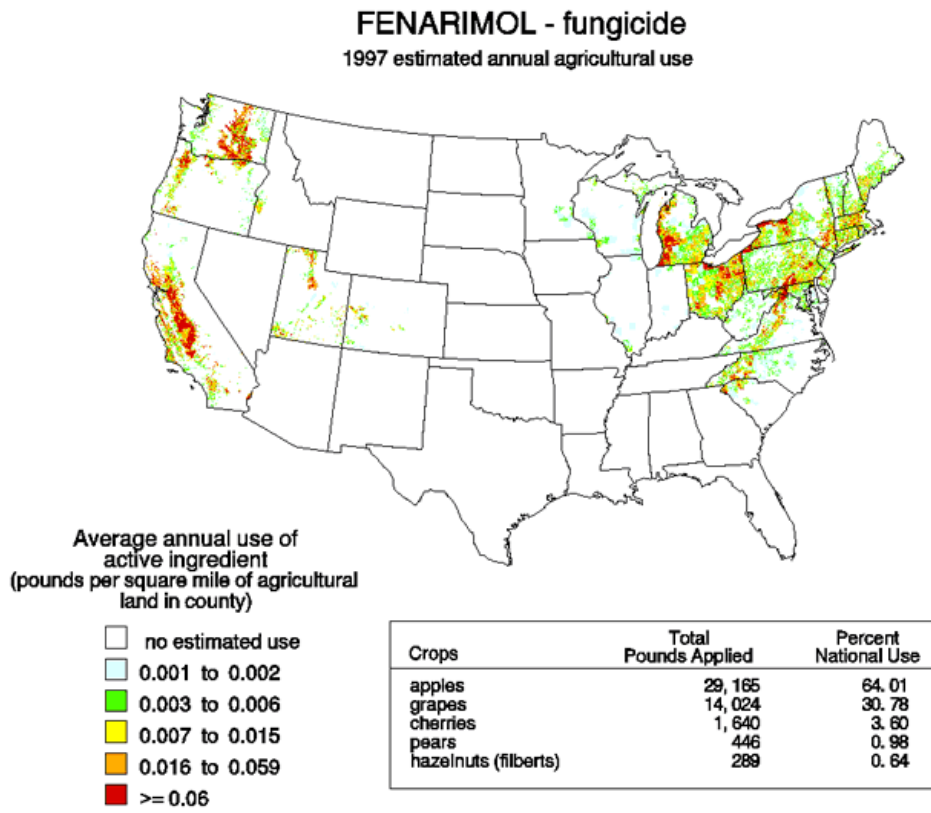 FENARIMOL - fungicide
1997 estimated annual agricultural use
Average annual use of
active ingredient
(pounds per square mile of agricultural
land in county)
no estimated use
0.001 to 0.002
0.003 to 0.006
0.007 to 0.015
0.016 to 0.059
>= 0.06
Crops Total Pounds Applied Percent National Use
apples 29, 165 64. 01
grapes 14, 024 30. 78
cherries 1, 640 3. 60
pears 446 0. 98
hazelnuts (filberts) 289 0. 64